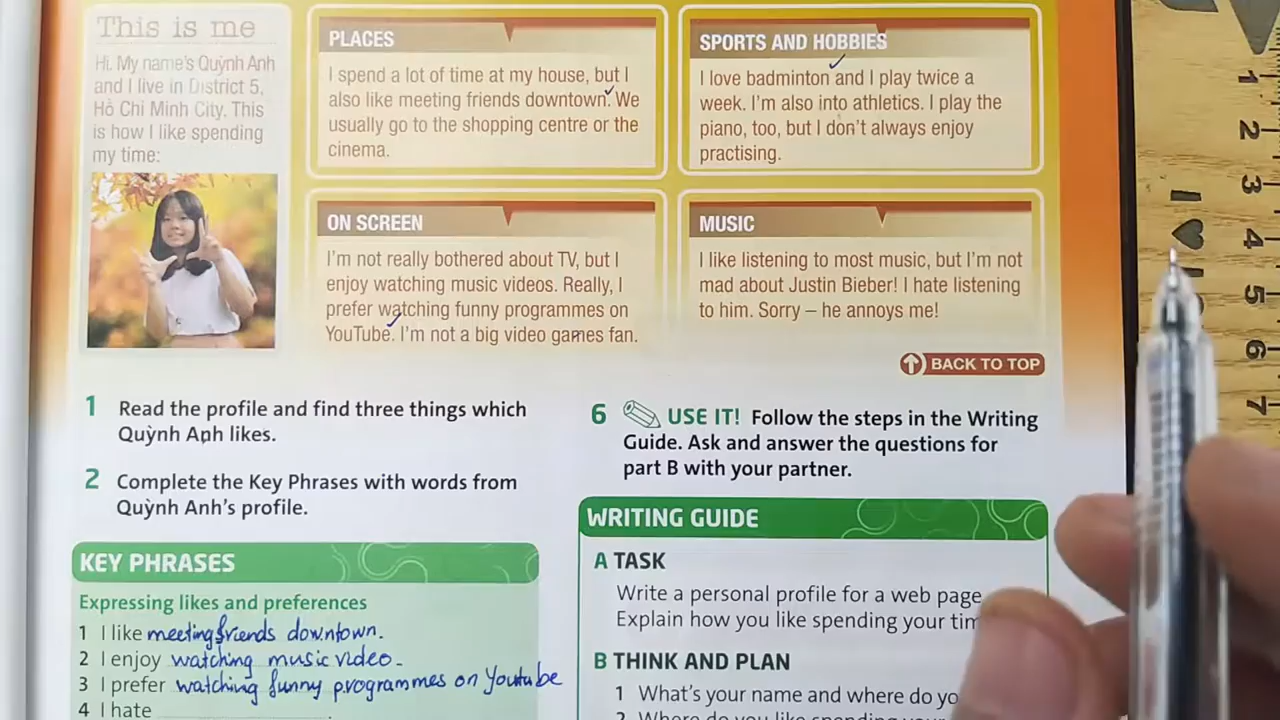 This is me
Hi. My name's Quỳnh Anh
and I live in District 5,
Hồ Chí Minh City. This
is how I like spending
my time:
PLACES
I spend a lot of time at my house, but I
also like meeting friends downtown. We
usually go to the shopping centre or the
cinema.
SPORTS AND HOBBIES
I love badminton and I play twice a
week. I'm also into athletics. I play the
piano, too, but I don't always enjoy
practising.
ON SCREEN
I'm not really bothered about TV, but I
enjoy watching music videos. Really, I
prefer watching funny programmes on
YouTube. I'm not a big video games fan.
MUSIC
I like listening to most music, but I'm not
mad about Justin Bieber! I hate listening
to him. Sorry – he annoys me!
BACK TO TOP
1 Read the profile and find three things which
Quỳnh Anh likes.
2 Complete the Key Phrases with words from
Quỳnh Anh's profile.
KEY PHRASES
Expressing likes and preferences
1 I like meeting friends downtown.
2 I enjoy watching music video.
3 I prefer watching funny programmes on Youtube
4 I hate
6 USE IT! Follow the steps in the Writing
Guide. Ask and answer the questions for
part B with your partner.
WRITING GUIDE
A TASK
Write a personal profile for a web page
Explain how you like spending your
B THINK AND PLAN
1 What's your name and where do
2 Where do you like spending your
1
2
3
4
5
6
7
I